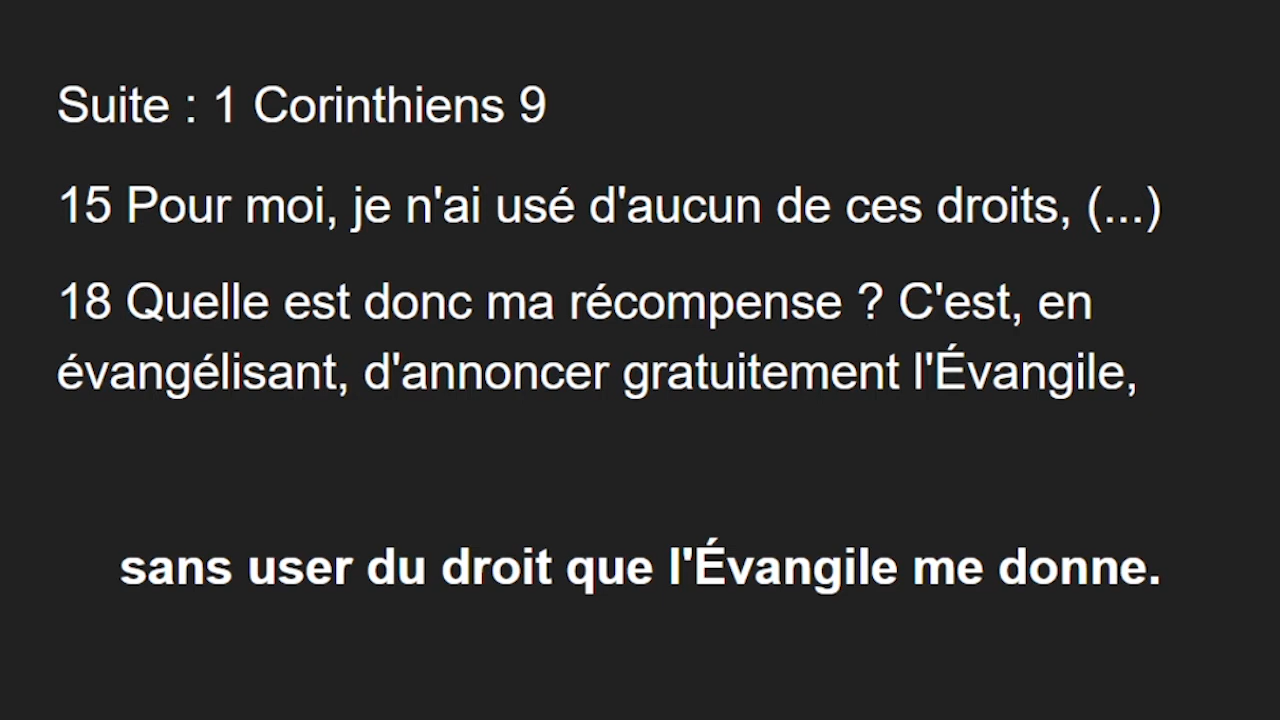 Suite : 1 Corinthiens 9
15 Pour moi, je n'ai usé d'aucun de ces droits, (...)
18 Quelle est donc ma récompense ? C'est, en
évangélisant, d'annoncer gratuitement l'Évangile,
sans user du droit que l'Évangile me donne.